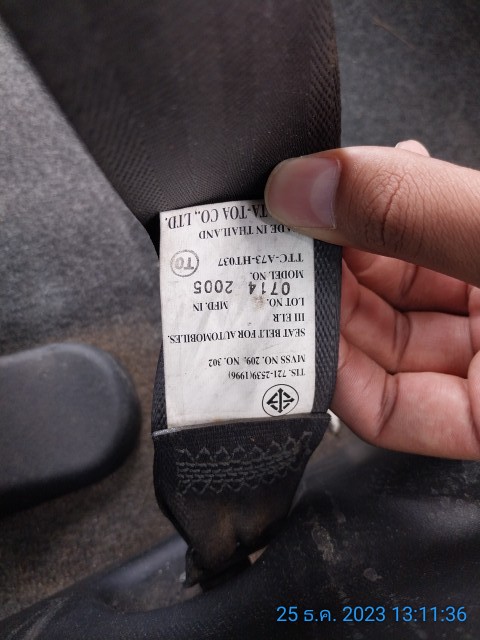 TIS. 721-2539(1996)
MVSS NO. 209, NO. 302
SEAT BELT FOR AUTOMOBILES.
III ELR
LOT NO. MFD. IN
0714 2005
MODEL NO.
TTC-A73-HT037 TG
MADE IN THAILAND
TA-TOA CO., LTD.
25 ธ.ค. 2023 13:11:36